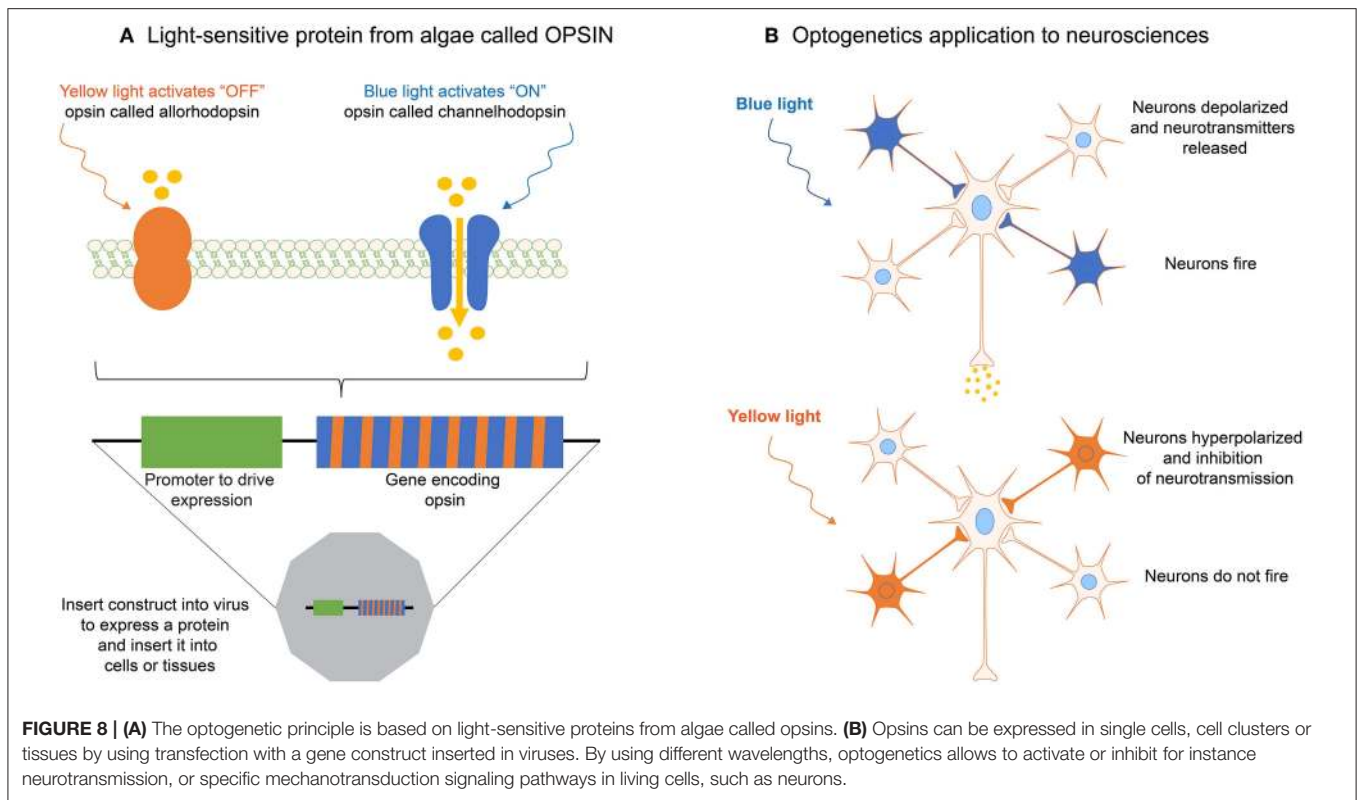 A Light-sensitive protein from algae called OPSIN
Yellow light activates “OFF”
opsin called allorhodopsin
Blue light activates “ON”
opsin called channelhodopsin
Promoter to drive
expression
Gene encoding
opsin
Insert construct into virus
to express a protein
and insert it into
cells or tissues
B Optogenetics application to neurosciences
Blue light
Neurons depolarized
and neurotransmitters
released
Neurons fire
Yellow light
Neurons hyperpolarized
and inhibition
of neurotransmission
Neurons do not fire
FIGURE 8 | (A) The optogenetic principle is based on light-sensitive proteins from algae called opsins. (B) Opsins can be expressed in single cells, cell clusters or
tissues by using transfection with a gene construct inserted in viruses. By using different wavelengths, optogenetics allows to activate or inhibit for instance
neurotransmission, or specific mechanotransduction signaling pathways in living cells, such as neurons.